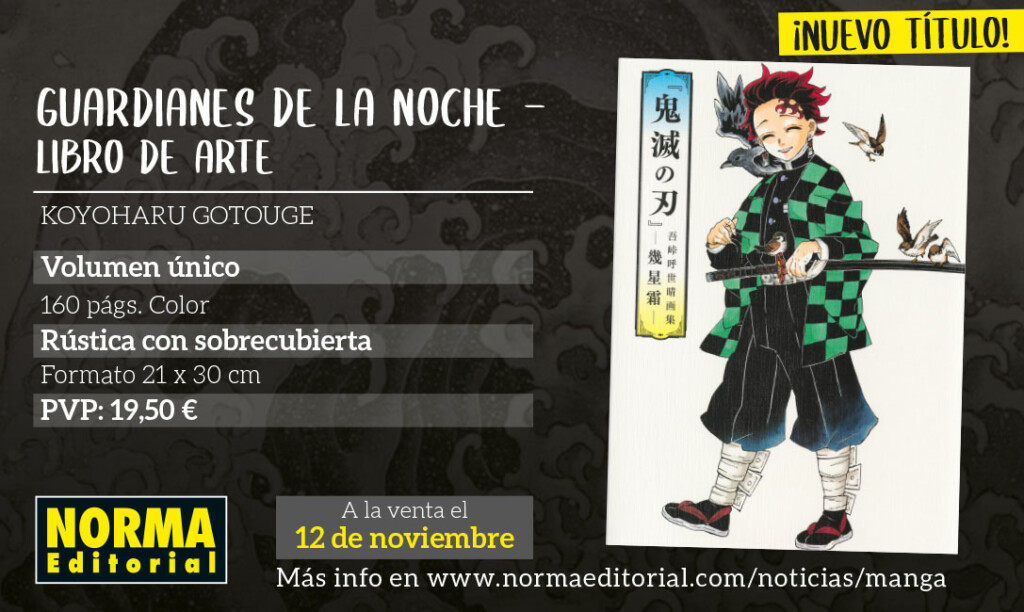 ¡NUEVO TÍTULO!
GUARDIANES DE LA NOCHE –
LIBRO DE ARTE
KOYOHARU GOTOUGE
Volumen único
160 págs. Color
Rústica con sobrecubierta
Formato 21 x 30 cm
PVP: 19,50 €
NORMA
Editorial
A la venta el
12 de noviembre
Más info en www.normaeditorial.com/noticias/manga
『鬼滅の刃』
吾峠呼世晴画集
―幾星霜―